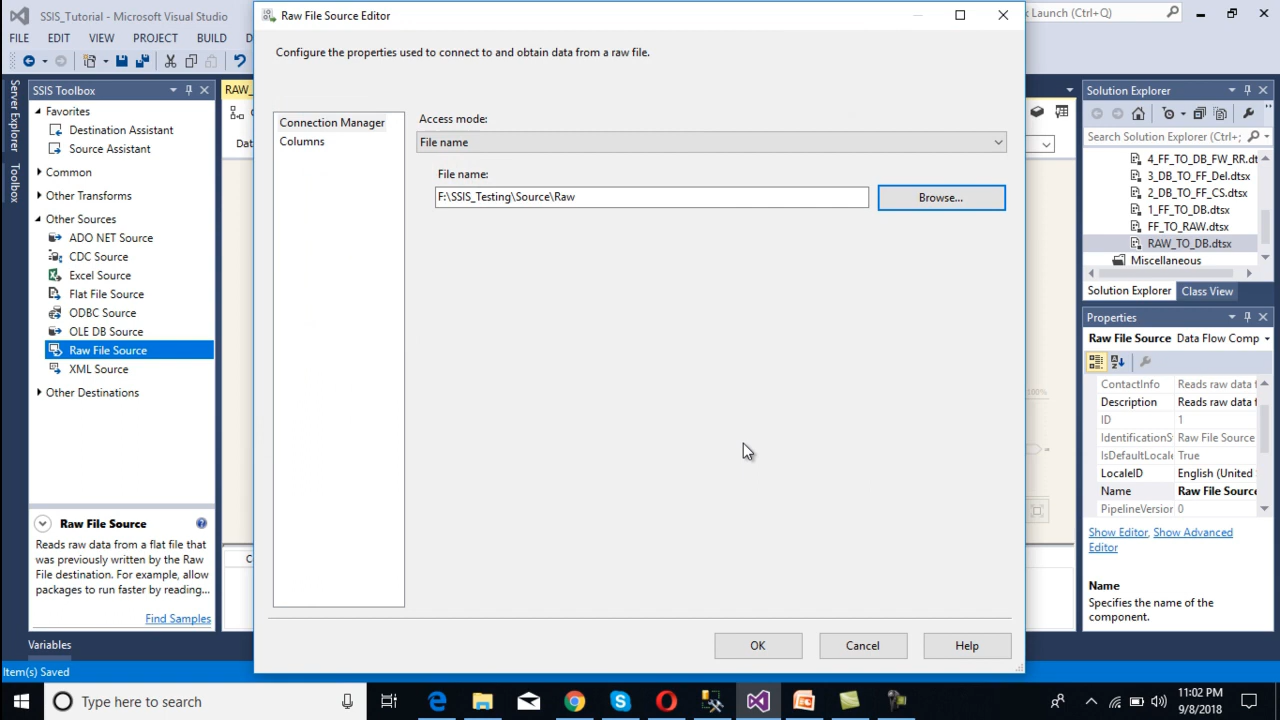 SSIS_Tutorial - Microsoft Visual Studio
FILE EDIT VIEW PROJECT BUILD D
Launch (Ctrl+Q)
Server Explorer
Toolbox
SSIS Toolbox
Favorites
Destination Assistant
Source Assistant
Common
Other Transforms
Other Sources
ADO NET Source
CDC Source
Excel Source
Flat File Source
ODBC Source
OLE DB Source
Raw File Source
XML Source
Other Destinations
Raw File Source
Reads raw data from a flat file that
was previously written by the Raw
File destination. For example, allow
packages to run faster by reading...
Find Samples
Variables
Item(s) Saved
RAW_
Dat
Raw File Source Editor
Configure the properties used to connect to and obtain data from a raw file.
Connection Manager
Columns
Access mode:
File name
File name:
F:\SSIS_Testing\Source\Raw
Browse...
OK
Cancel
Help
100%
Solution Explorer
Search Solution Explorer (Ctrl+;
4_FF_TO_DB_FW_RR.dt
3_DB_TO_FF_Del.dtsx
2_DB_TO_FF_CS.dtsx
1_FF_TO_DB.dtsx
FF_TO_RAW.dtsx
RAW_TO_DB.dtsx
Miscellaneous
Solution Explorer Class View
Properties
Raw File Source Data Flow Comp
ContactInfo Reads raw data f
Description Reads raw data f
ID 1
IdentificationS Raw File Source
IsDefaultLocale True
LocaleID English (United
Name Raw File Source
PipelineVersion 0
Show Editor, Show Advanced
Editor
Name
Specifies the name of the
component.
Type here to search
11:02 PM
9/8/2018